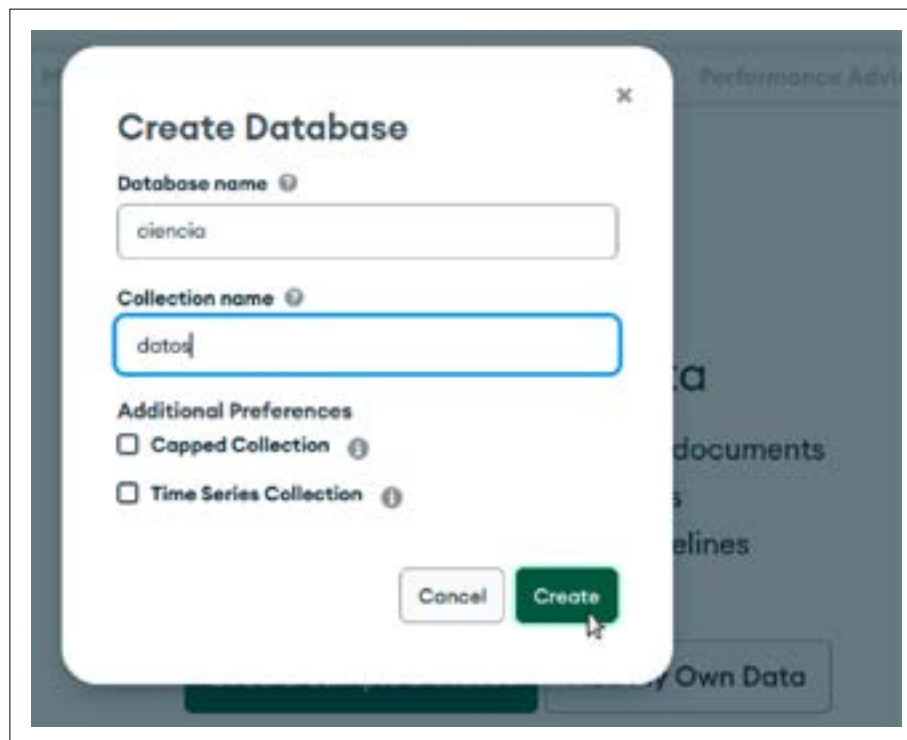 Performance Advi
×
Create Database
Database name ?
ciencia
Collection name ?
datos
Additional Preferences
Capped Collection i
Time Series Collection i
ta
documents
s
elines
Cancel Create
y Own Data